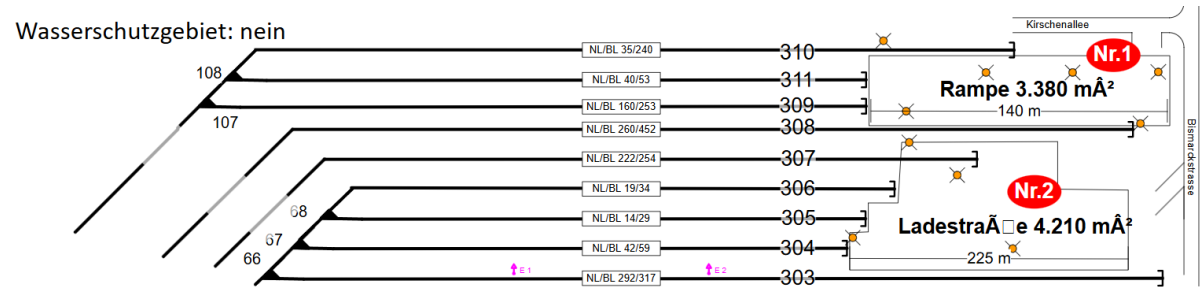 Wasserschutzgebiet: nein
Kirschenallee
NL/BL 35/240
310
Nr.1
108
NL/BL 40/53
311
Rampe 3.380 mÂ²
107
NL/BL 160/253
309
140 m
NL/BL 260/452
308
Bismarckstrasse
NL/BL 222/254
307
NL/BL 19/34
306
Nr.2
68
NL/BL 14/29
305
LadestraÃ□e 4.210 mÂ²
67
NL/BL 42/59
304
66
225 m
E 1
E 2
NL/BL 292/317
303